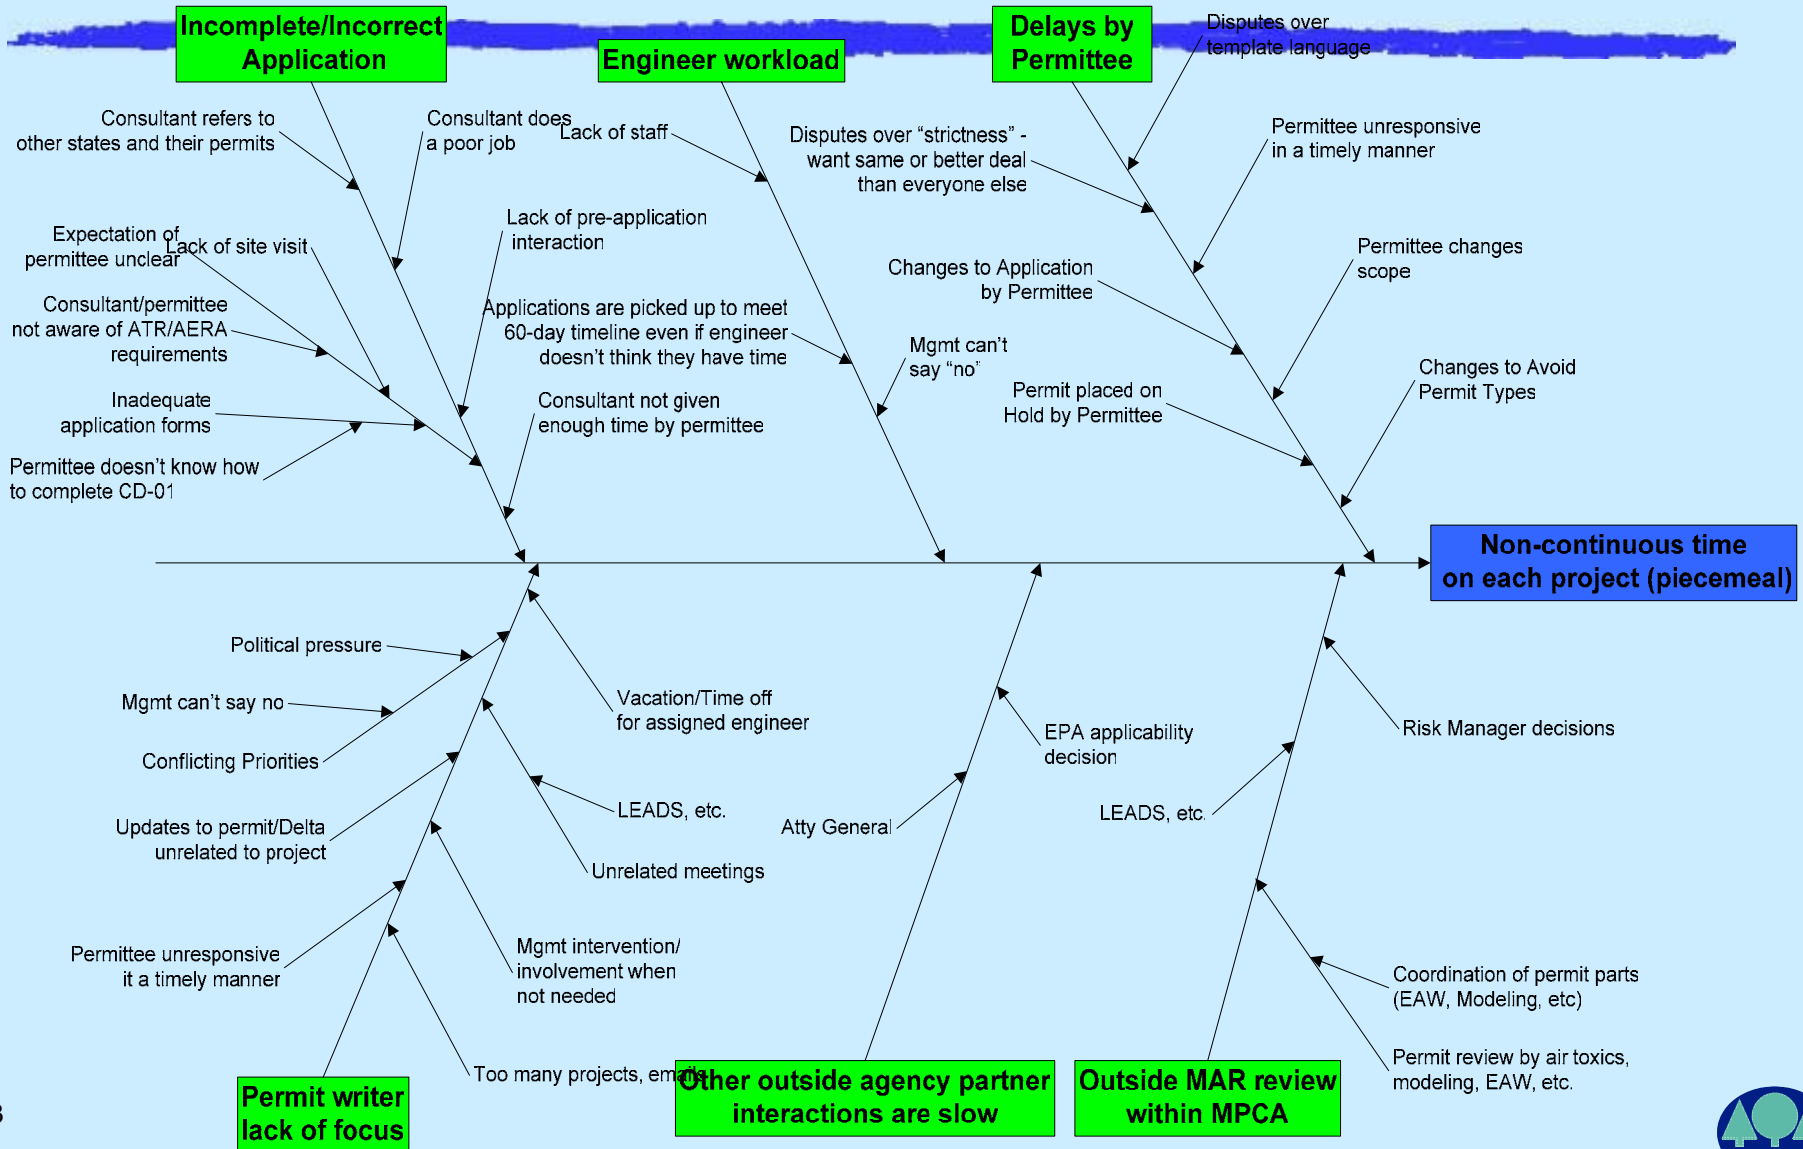 Incomplete/Incorrect
Application
Engineer workload
Delays by
Permittee
Disputes over
template language
Consultant refers to
other states and their permits
Consultant does
a poor job
Lack of staff
Disputes over “strictness” -
want same or better deal
than everyone else
Permittee unresponsive
in a timely manner
Expectation of
permittee unclear
Lack of site visit
Lack of pre-application
interaction
Changes to Application
by Permittee
Permittee changes
scope
Consultant/permittee
not aware of ATR/AERA
requirements
Applications are picked up to meet
60-day timeline even if engineer
doesn’t think they have time
Mgmt can’t
say “no”
Changes to Avoid
Permit Types
Inadequate
application forms
Consultant not given
enough time by permittee
Permit placed on
Hold by Permittee
Permittee doesn’t know how
to complete CD-01
Non-continuous time
on each project (piecemeal)
Political pressure
Mgmt can’t say no
Conflicting Priorities
Vacation/Time off
for assigned engineer
EPA applicability
decision
Risk Manager decisions
Updates to permit/Delta
unrelated to project
LEADS, etc.
Unrelated meetings
Atty General
LEADS, etc.
Permittee unresponsive
it a timely manner
Mgmt intervention/
involvement when
not needed
Coordination of permit parts
(EAW, Modeling, etc)
Too many projects, emails
Permit review by air toxics,
modeling, EAW, etc.
Permit writer
lack of focus
Other outside agency partner
interactions are slow
Outside MAR review
within MPCA